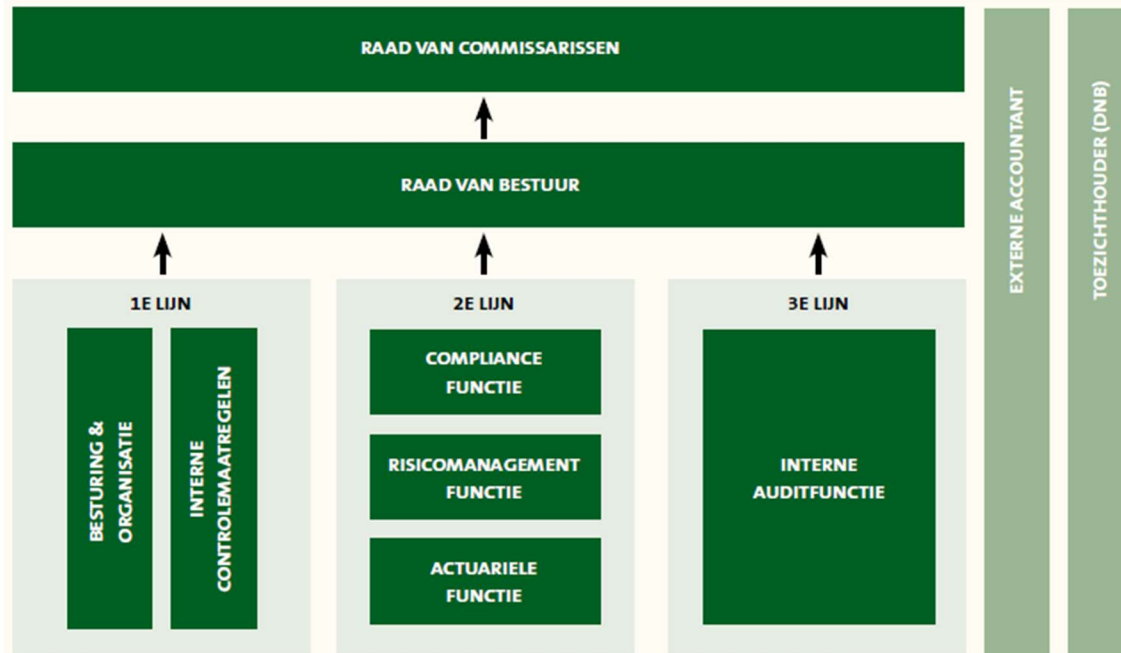 RAAD VAN COMMISSARISSEN
RAAD VAN BESTUUR
1E LIJN
BESTURING &
ORGANISATIE
INTERNE
CONTROLEMAATREGELEN
2E LIJN
COMPLIANCE
FUNCTIE
RISICOMANAGEMENT
FUNCTIE
ACTUARIELE
FUNCTIE
3E LIJN
INTERNE
AUDITFUNCTIE
EXTERNE ACCOUNTANT
TOEZICHTHOUDER (DNB)